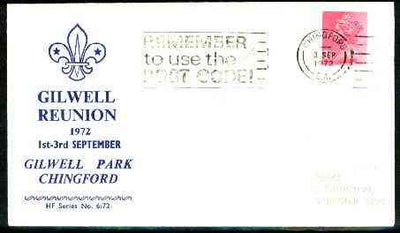 REMEMBER
to use the
POST CODE!
CHINGFORD
3 SEP
1972
E.4.
GILWELL
REUNION
1972
1st-3rd SEPTEMBER
GILWELL PARK
CHINGFORD
HF Series No. 6/72